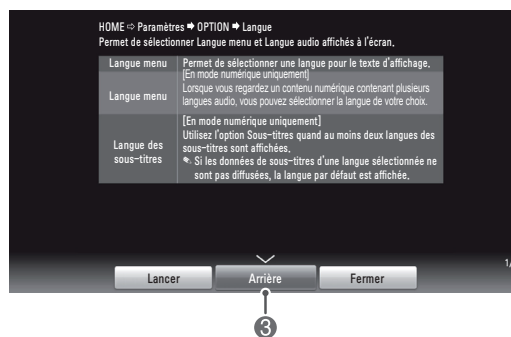 HOME ⇨ Paramètres ➡ OPTION ➡ Langue
Permet de sélectionner Langue menu et Langue audio affichés à l'écran.
Langue menu
Permet de sélectionner une langue pour le texte d'affichage.
Langue menu
[En mode numérique uniquement]
Lorsque vous regardez un contenu numérique contenant plusieurs
langues audio, vous pouvez sélectionner la langue de votre choix.
Langue des
sous-titres
[En mode numérique uniquement]
Utilisez l'option Sous-titres quand au moins deux langues des
sous-titres sont affichées.
✎ Si les données de sous-titres d'une langue sélectionnée ne
sont pas diffusées, la langue par défaut est affichée.
1/
Lancer
Arrière
Fermer
3